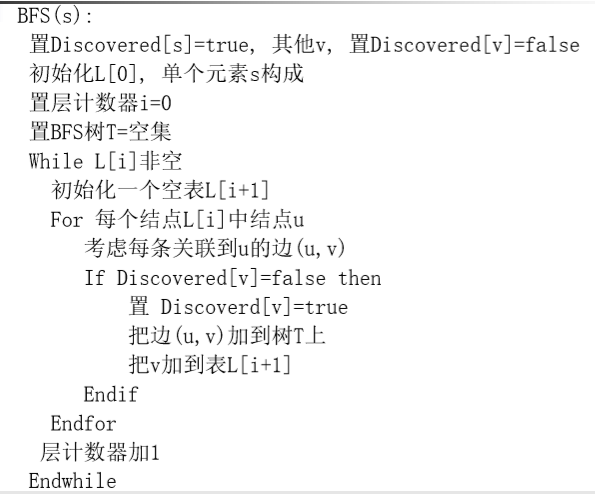 BFS(s):
置Discovered[s]=true, 其他v, 置Discovered[v]=false
初始化L[0], 单个元素s构成
置层计数器i=0
置BFS树T=空集
While L[i]非空
初始化一个空表L[i+1]
For 每个结点L[i]中结点u
考虑每条关联到u的边(u,v)
If Discovered[v]=false then
置 Discoverd[v]=true
把边(u,v)加到树T上
把v加到表L[i+1]
Endif
Endfor
层计数器加1
Endwhile